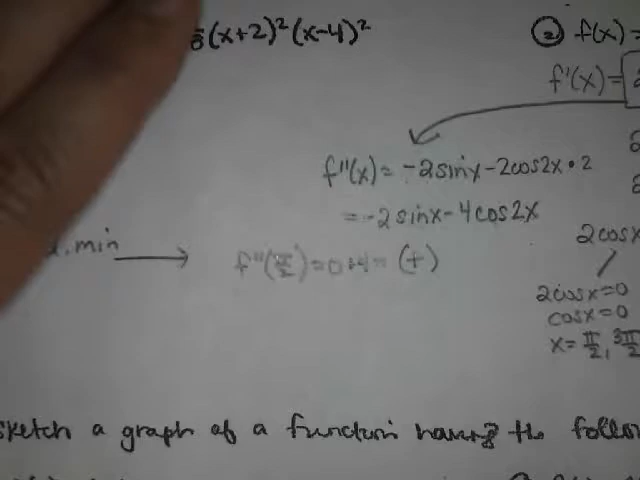 (x+2)²(x-4)²
② f(x)=
f'(x)=
f''(x)= -2sinx-2cos2x•2
= -2sinx-4cos2x
2cosx
. min → f''(π/2)=0+4= (+)
2cosx=0
cosx=0
x= π/2, 3π/2
sketch a graph of a function having the follow